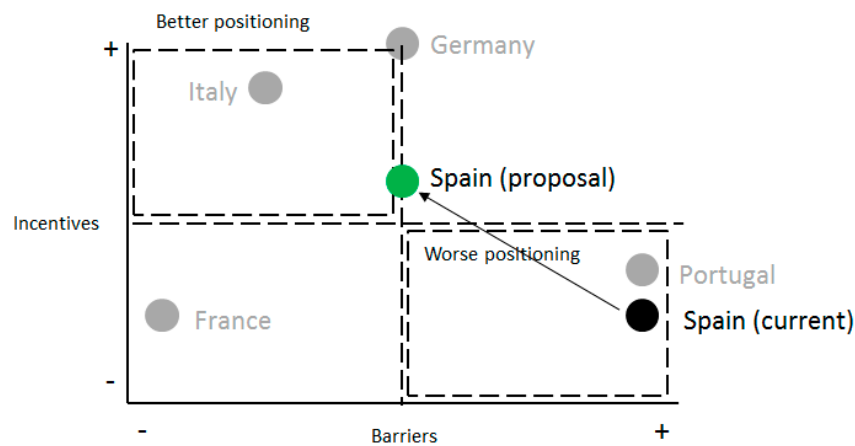 Better positioning
+
Germany
Italy
Spain (proposal)
Incentives
Worse positioning
Portugal
France
Spain (current)
-
-
Barriers
+